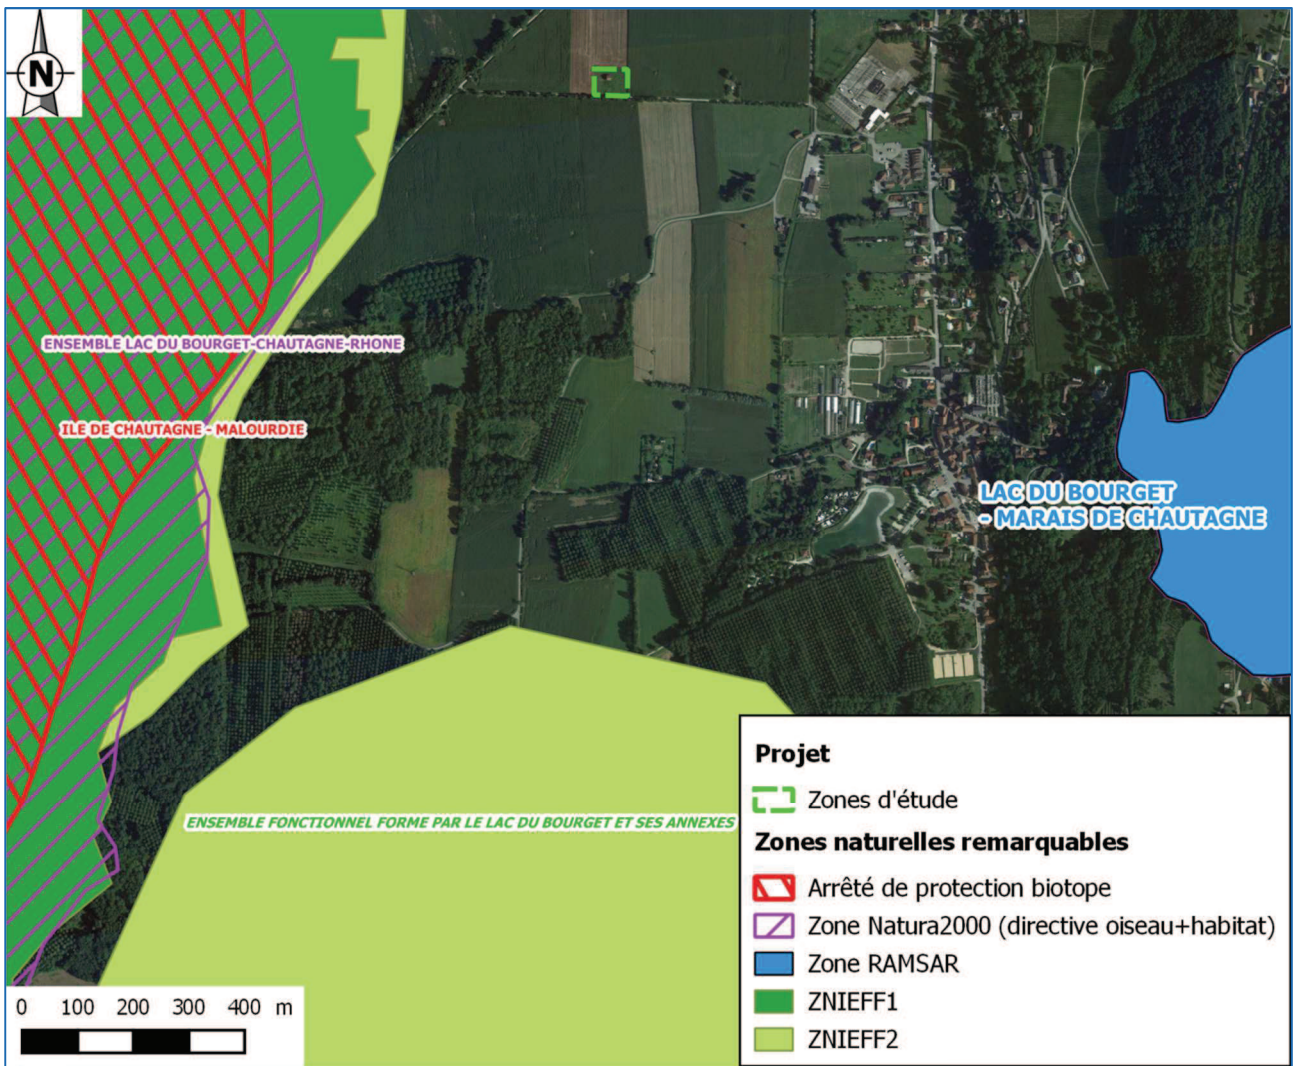 N
ENSEMBLE LAC DU BOURGET-CHAUTAGNE-RHONE
ILE DE CHAUTAGNE - MALOURDIE
LAC DU BOURGET
- MARAIS DE CHAUTAGNE
ENSEMBLE FONCTIONNEL FORME PAR LE LAC DU BOURGET ET SES ANNEXES
Projet
Zones d'étude
Zones naturelles remarquables
Arrêté de protection biotope
Zone Natura2000 (directive oiseau+habitat)
Zone RAMSAR
ZNIEFF1
ZNIEFF2
0 100 200 300 400 m